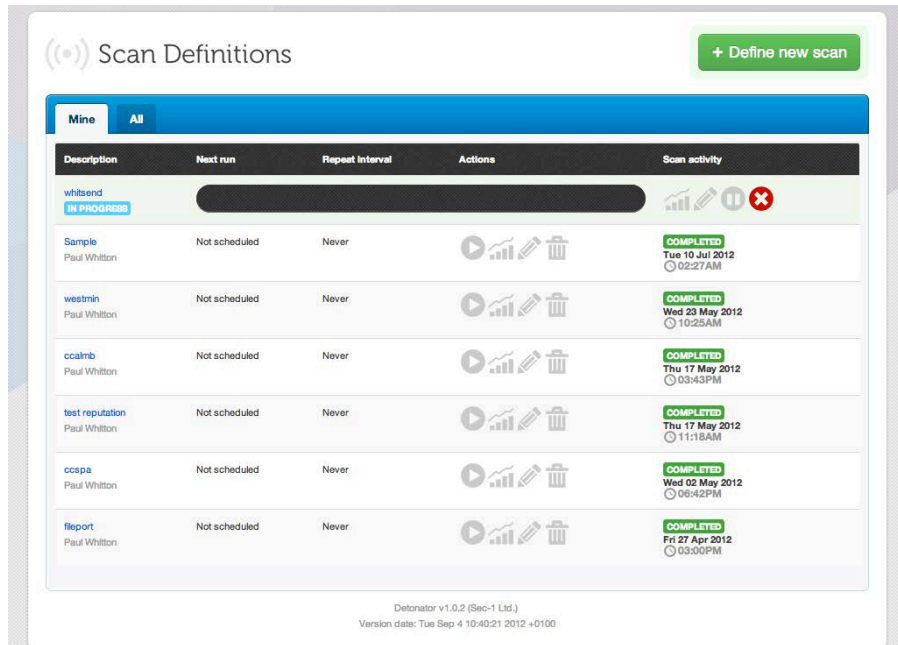 Scan Definitions
+ Define new scan
Mine All
Description Next run Repeat Interval Actions Scan activity
whitsend
IN PROGRESS
Sample Not scheduled Never COMPLETED
Paul Whitton Tue 10 Jul 2012
02:27AM
westmin Not scheduled Never COMPLETED
Paul Whitton Wed 23 May 2012
10:25AM
ccalmb Not scheduled Never COMPLETED
Paul Whitton Thu 17 May 2012
03:43PM
test reputation Not scheduled Never COMPLETED
Paul Whitton Thu 17 May 2012
11:18AM
ccspa Not scheduled Never COMPLETED
Paul Whitton Wed 02 May 2012
06:42PM
fileport Not scheduled Never COMPLETED
Paul Whitton Fri 27 Apr 2012
03:00PM
Detonator v1.0.2 (Sec-1 Ltd.)
Version date: Tue Sep 4 10:40:21 2012 +0100